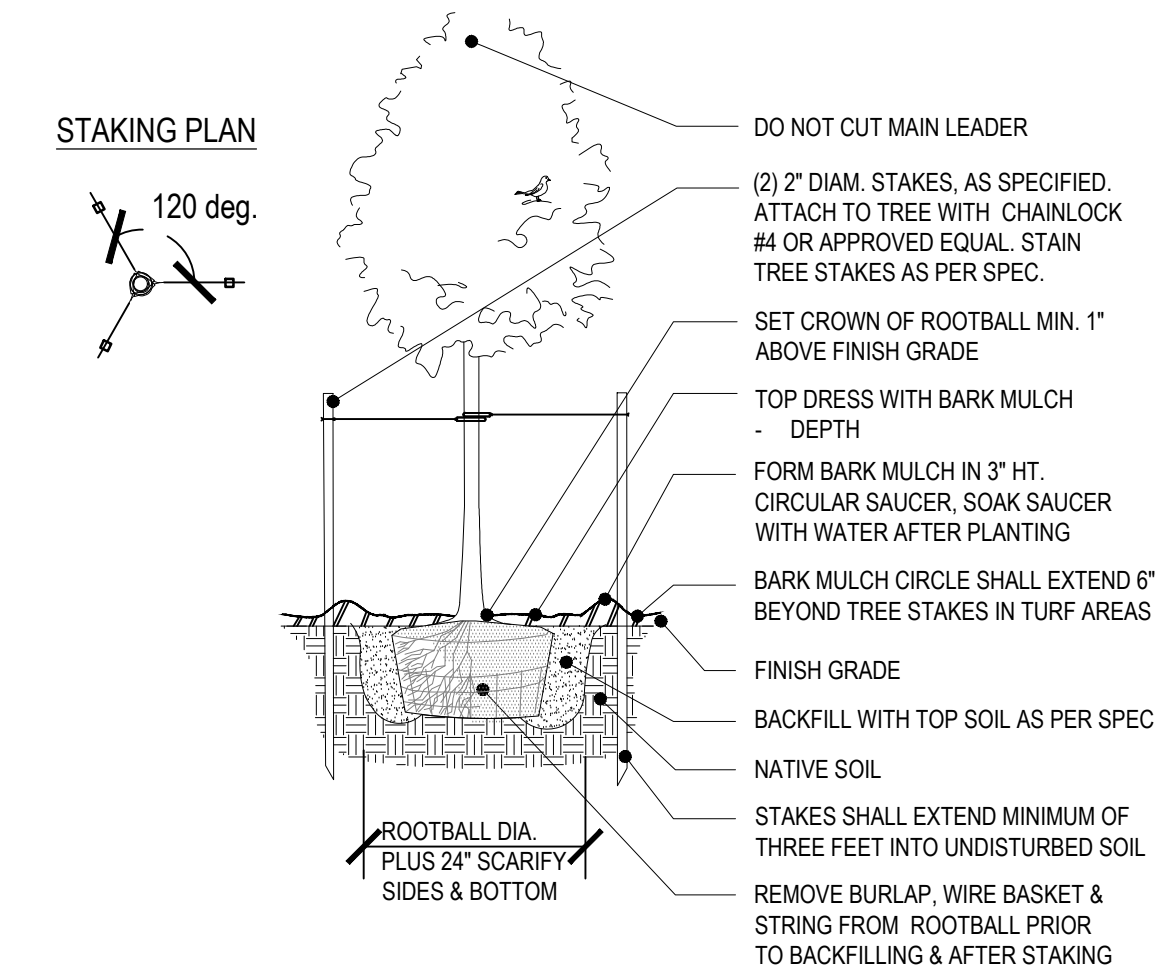 STAKING PLAN
120 deg.
DO NOT CUT MAIN LEADER
(2) 2" DIAM. STAKES, AS SPECIFIED.
ATTACH TO TREE WITH CHAINLOCK
#4 OR APPROVED EQUAL. STAIN
TREE STAKES AS PER SPEC.
SET CROWN OF ROOTBALL MIN. 1"
ABOVE FINISH GRADE
TOP DRESS WITH BARK MULCH
- DEPTH
FORM BARK MULCH IN 3" HT.
CIRCULAR SAUCER, SOAK SAUCER
WITH WATER AFTER PLANTING
BARK MULCH CIRCLE SHALL EXTEND 6"
BEYOND TREE STAKES IN TURF AREAS
FINISH GRADE
BACKFILL WITH TOP SOIL AS PER SPEC
NATIVE SOIL
STAKES SHALL EXTEND MINIMUM OF
THREE FEET INTO UNDISTURBED SOIL
REMOVE BURLAP, WIRE BASKET &
STRING FROM ROOTBALL PRIOR
TO BACKFILLING & AFTER STAKING
ROOTBALL DIA.
PLUS 24" SCARIFY
SIDES & BOTTOM